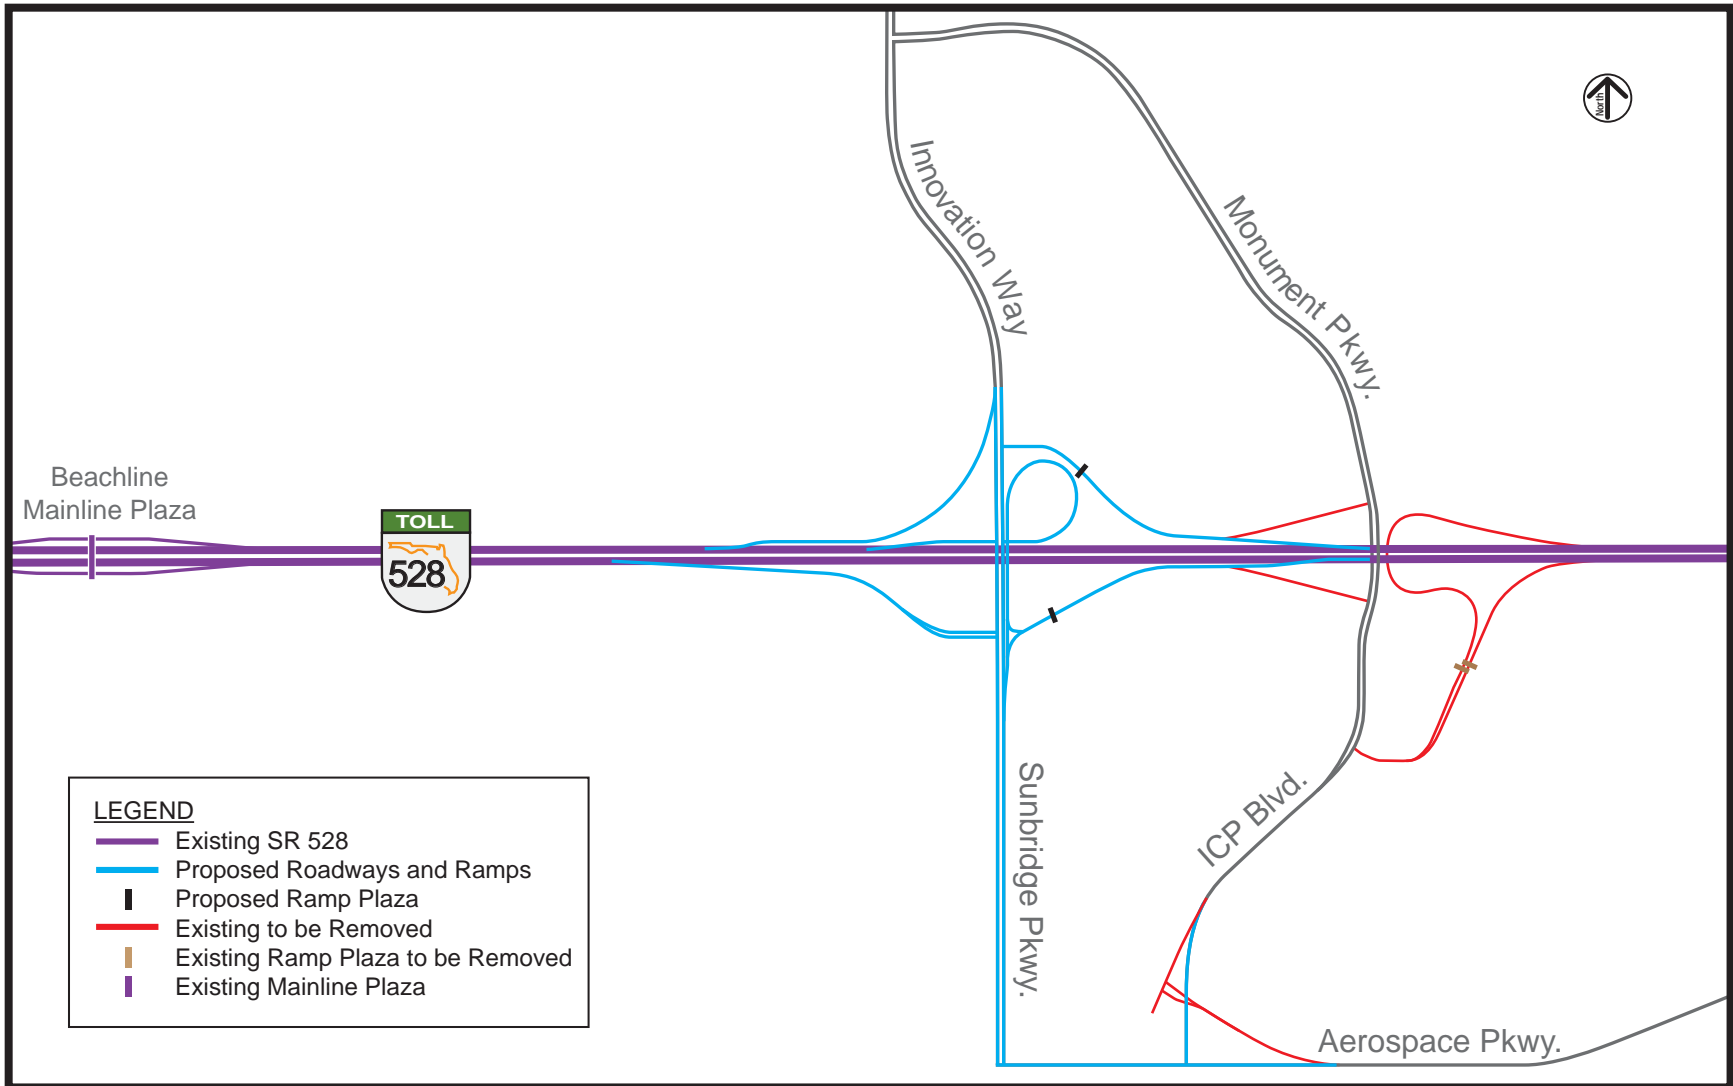 North
Innovation Way
Monument Pkwy.
Beachline
Mainline Plaza
TOLL
528
Sunbridge Pkwy.
ICP Blvd.
Aerospace Pkwy.
LEGEND
Existing SR 528
Proposed Roadways and Ramps
Proposed Ramp Plaza
Existing to be Removed
Existing Ramp Plaza to be Removed
Existing Mainline Plaza